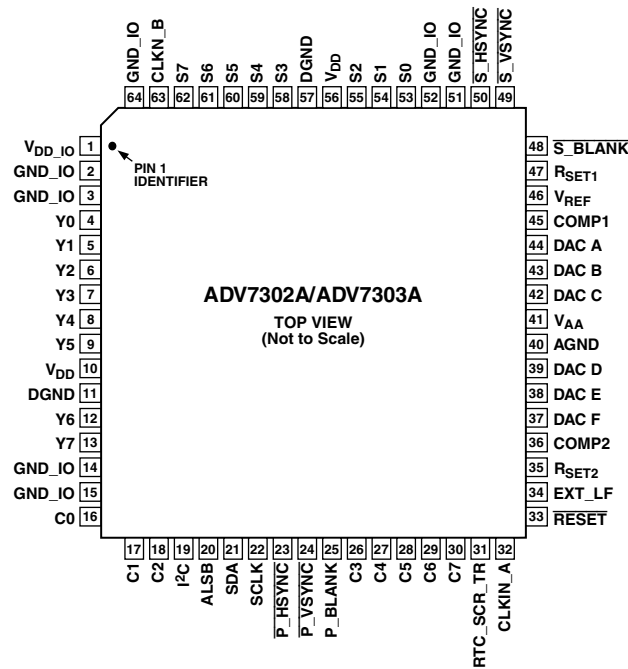 64 GND_IO
63 CLKN_B
62 S7
61 S6
60 S5
59 S4
58 S3
57 DGND
56 VDD
55 S2
54 S1
53 S0
52 GND_IO
51 GND_IO
50 S_HSYNC
49 S_VSYNC
VDD_IO 1
GND_IO 2
GND_IO 3
Y0 4
Y1 5
Y2 6
Y3 7
Y4 8
Y5 9
VDD 10
DGND 11
Y6 12
Y7 13
GND_IO 14
GND_IO 15
C0 16
PIN 1
IDENTIFIER
ADV7302A/ADV7303A
TOP VIEW
(Not to Scale)
48 S_BLANK
47 RSET1
46 VREF
45 COMP1
44 DAC A
43 DAC B
42 DAC C
41 VAA
40 AGND
39 DAC D
38 DAC E
37 DAC F
36 COMP2
35 RSET2
34 EXT_LF
33 RESET
17 C1
18 C2
19 I²C
20 ALSB
21 SDA
22 SCLK
23 P_HSYNC
24 P_VSYNC
25 P_BLANK
26 C3
27 C4
28 C5
29 C6
30 C7
31 RTC_SCR_TR
32 CLKIN_A